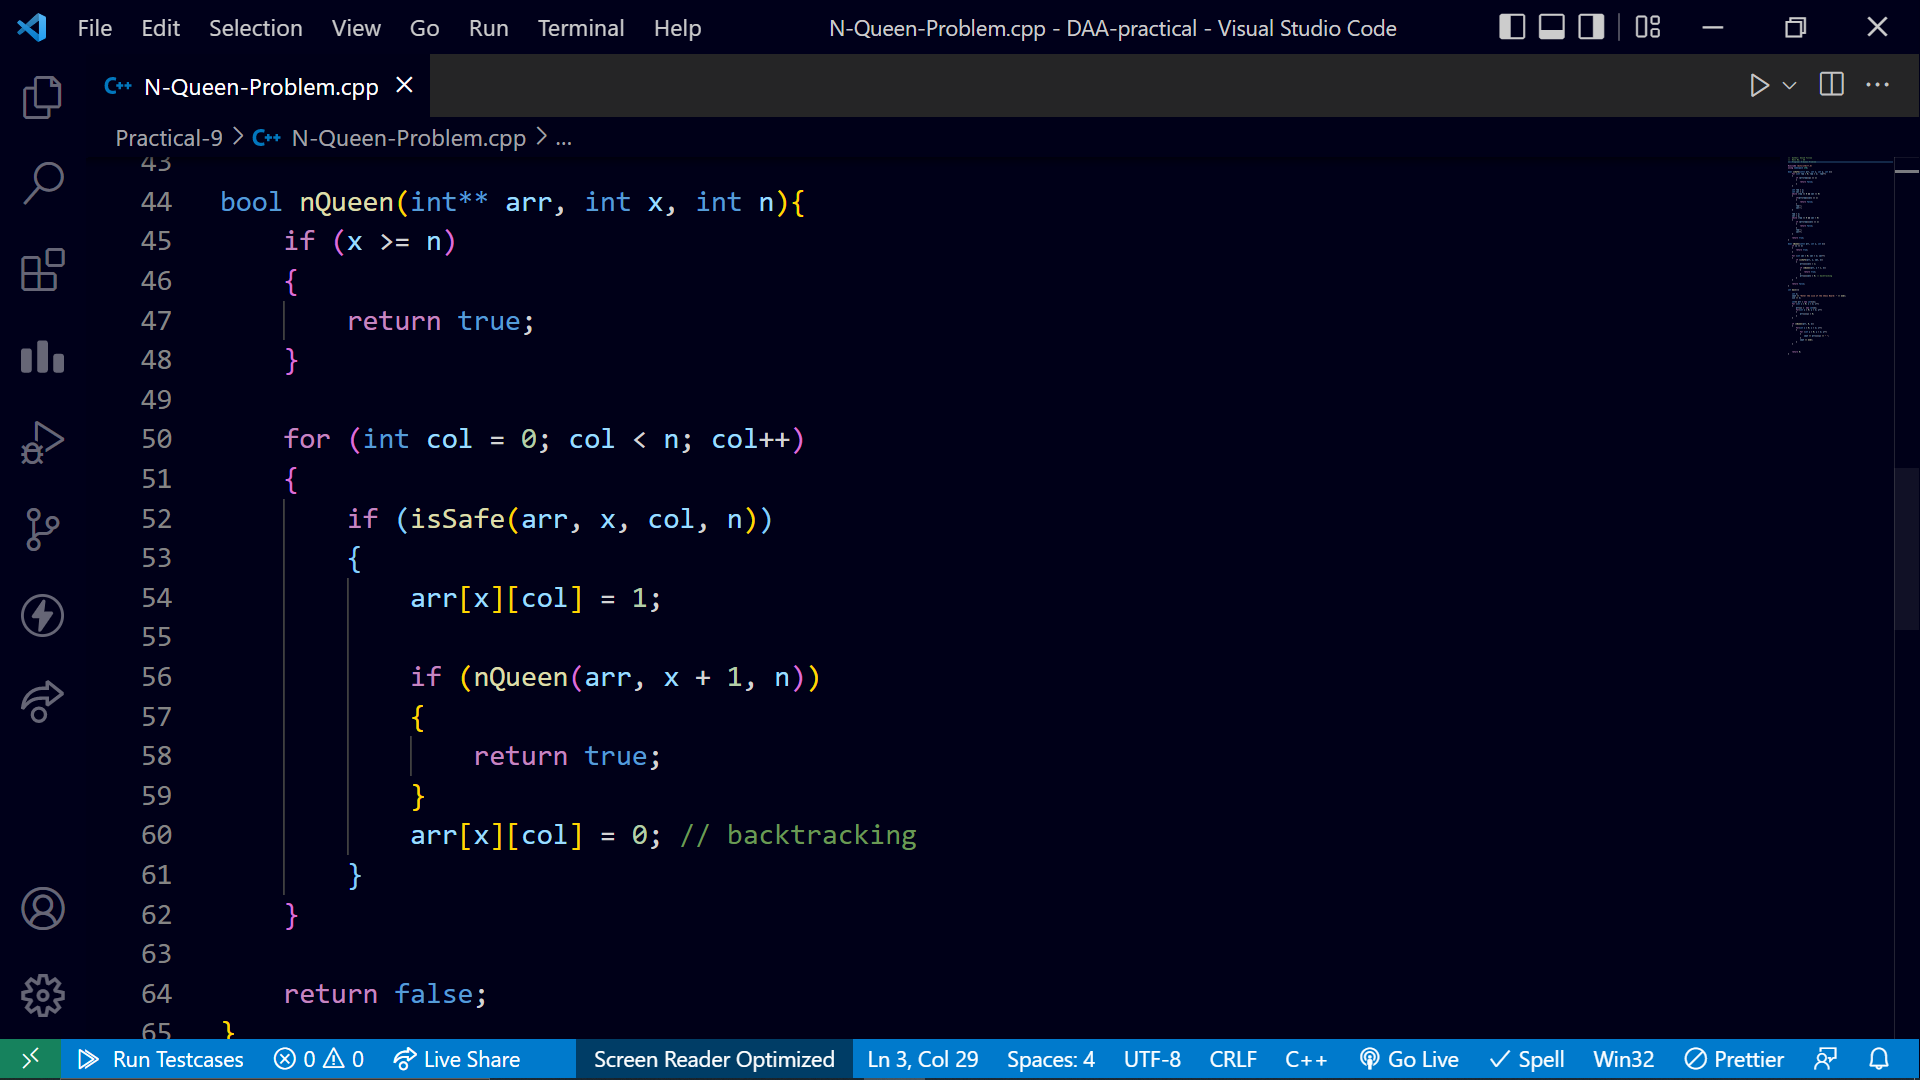 File Edit Selection View Go Run Terminal Help N-Queen-Problem.cpp - DAA-practical - Visual Studio Code
C++ N-Queen-Problem.cpp
Practical-9 > C++ N-Queen-Problem.cpp > ...
43
44 bool nQueen(int** arr, int x, int n){
45 if (x >= n)
46 {
47 return true;
48 }
49
50 for (int col = 0; col < n; col++)
51 {
52 if (isSafe(arr, x, col, n))
53 {
54 arr[x][col] = 1;
55
56 if (nQueen(arr, x + 1, n))
57 {
58 return true;
59 }
60 arr[x][col] = 0; // backtracking
61 }
62 }
63
64 return false;
65 }
Run Testcases 0 0 Live Share Screen Reader Optimized Ln 3, Col 29 Spaces: 4 UTF-8 CRLF C++ Go Live Spell Win32 Prettier